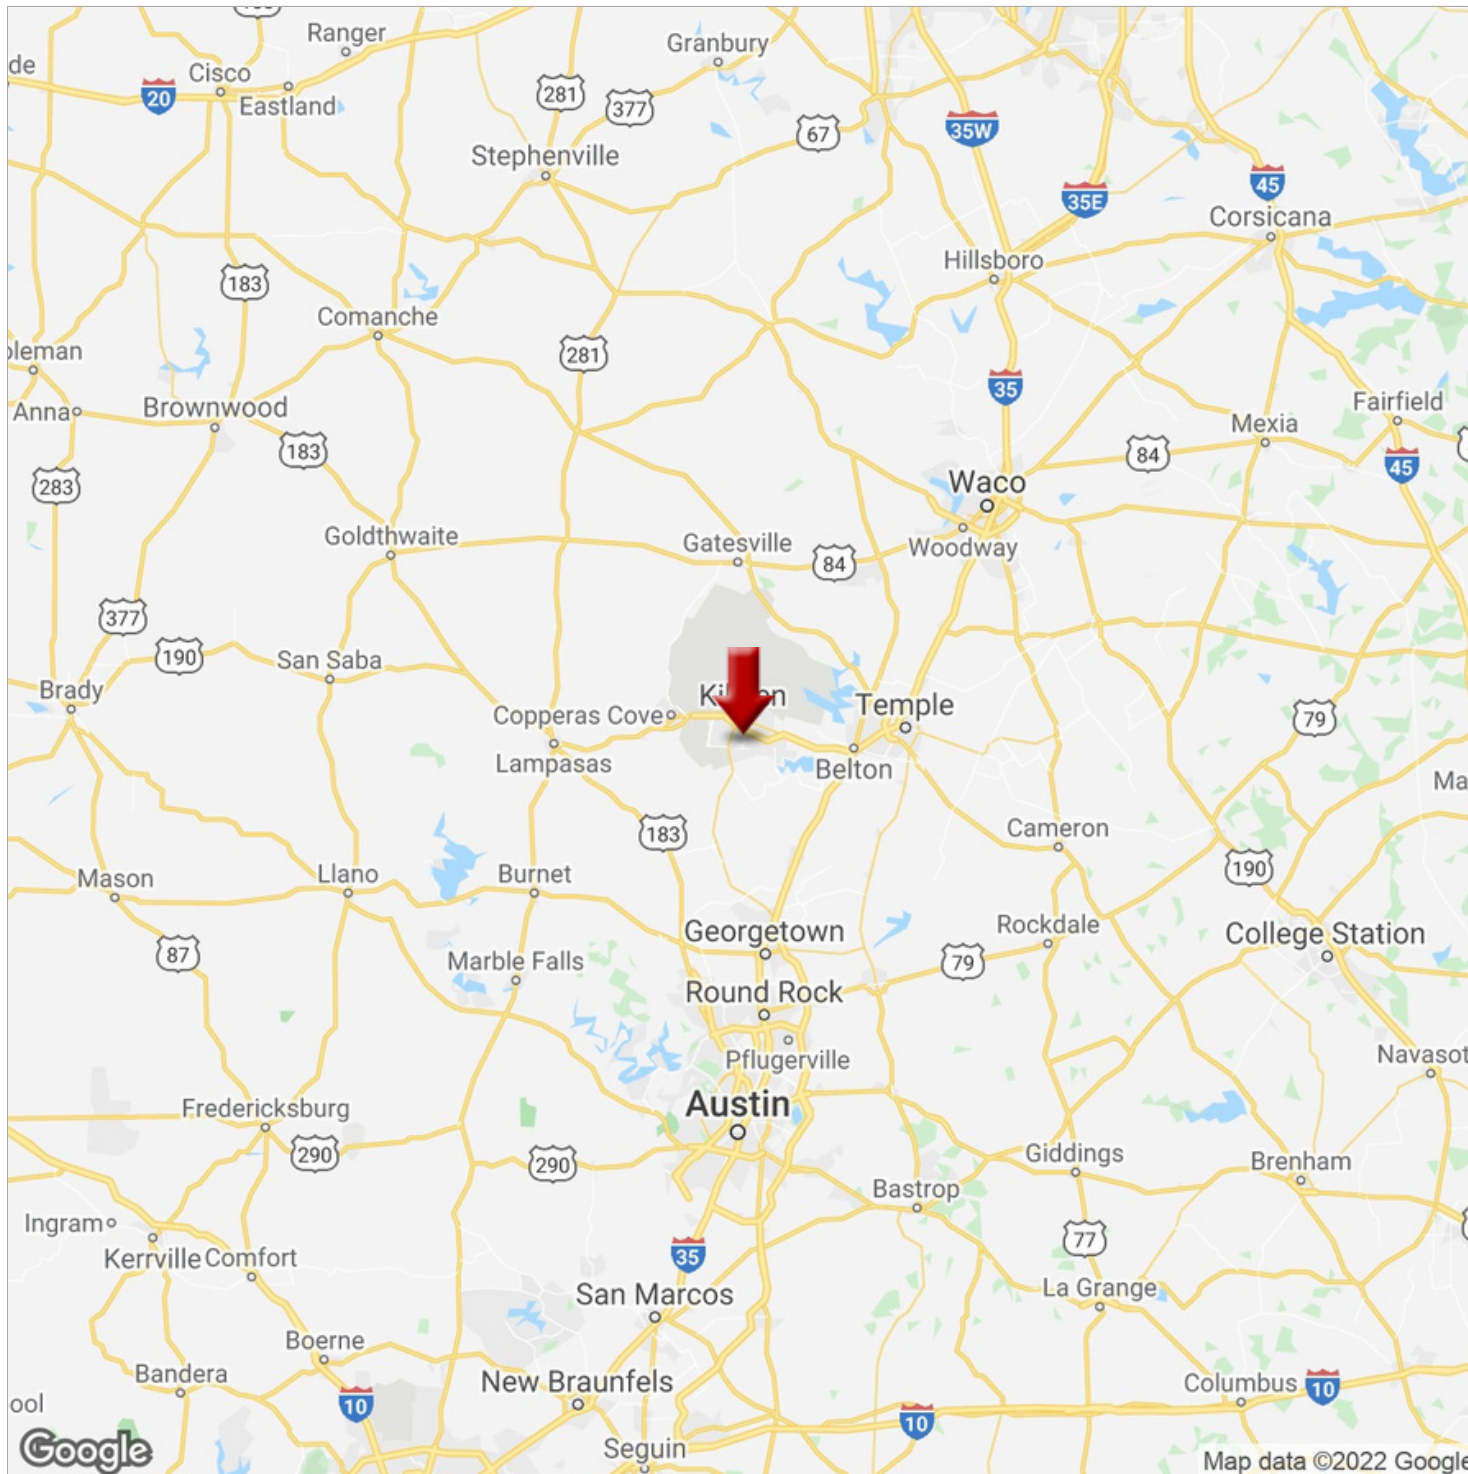 Ranger
Granbury
de
Cisco
20
Eastland
281
377
67
35W
Stephenville
45
35E
Corsicana
Hillsboro
183
Comanche
281
oleman
35
Anna
Brownwood
Fairfield
Mexia
183
84
45
283
Waco
Goldthwaite
Gatesville
84
Woodway
377
190
San Saba
Brady
Copperas Cove
Temple
79
Lampasas
Belton
Ma
183
Cameron
190
Mason
Llano
Burnet
Georgetown
Rockdale
College Station
87
Marble Falls
79
Round Rock
Pflugerville
Navasot
Fredericksburg
Austin
290
290
Giddings
Brenham
Bastrop
Ingram
77
Kerrville
Comfort
35
La Grange
San Marcos
Boerne
Bandera
New Braunfels
Columbus
10
10
ool
10
Seguin
Google
Map data ©2022 Google